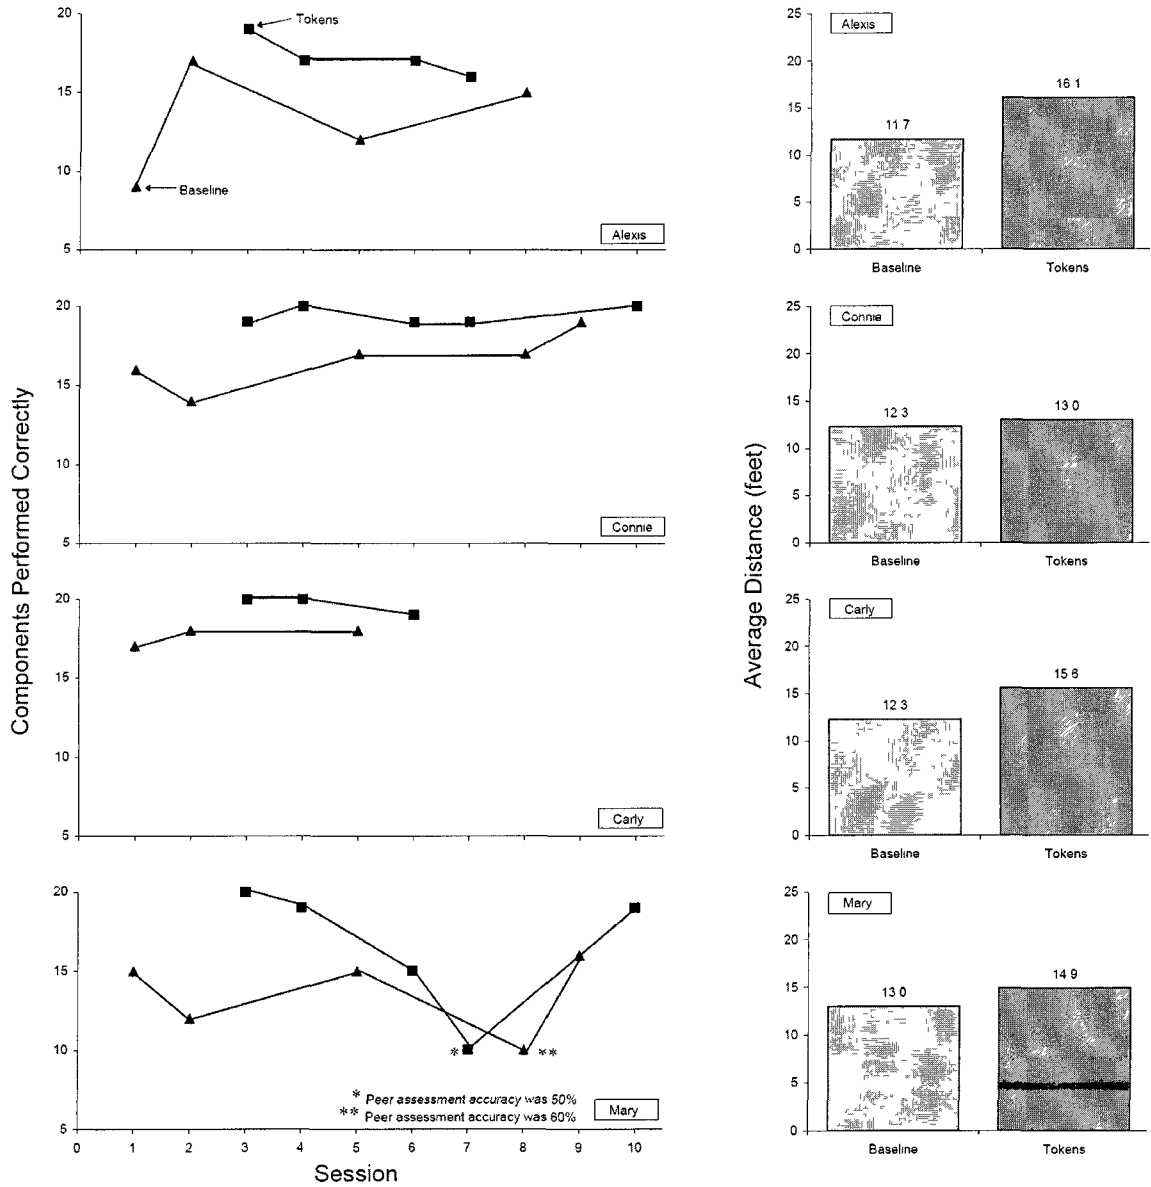 Components Performed Correctly
20
15
10
5
Tokens
Baseline
Alexis
20
15
10
5
Connie
20
15
10
5
Carly
20
15
10
5
*
**
* Peer assessment accuracy was 50%
** Peer assessment accuracy was 60%
Mary
0 1 2 3 4 5 6 7 8 9 10
Session
Average Distance (feet)
25
20
15
10
5
0
Alexis
11 7
16 1
Baseline Tokens
25
20
15
10
5
0
Connie
12 3
13 0
Baseline Tokens
25
20
15
10
5
0
Carly
12 3
15 6
Baseline Tokens
25
20
15
10
5
0
Mary
13 0
14 9
Baseline Tokens